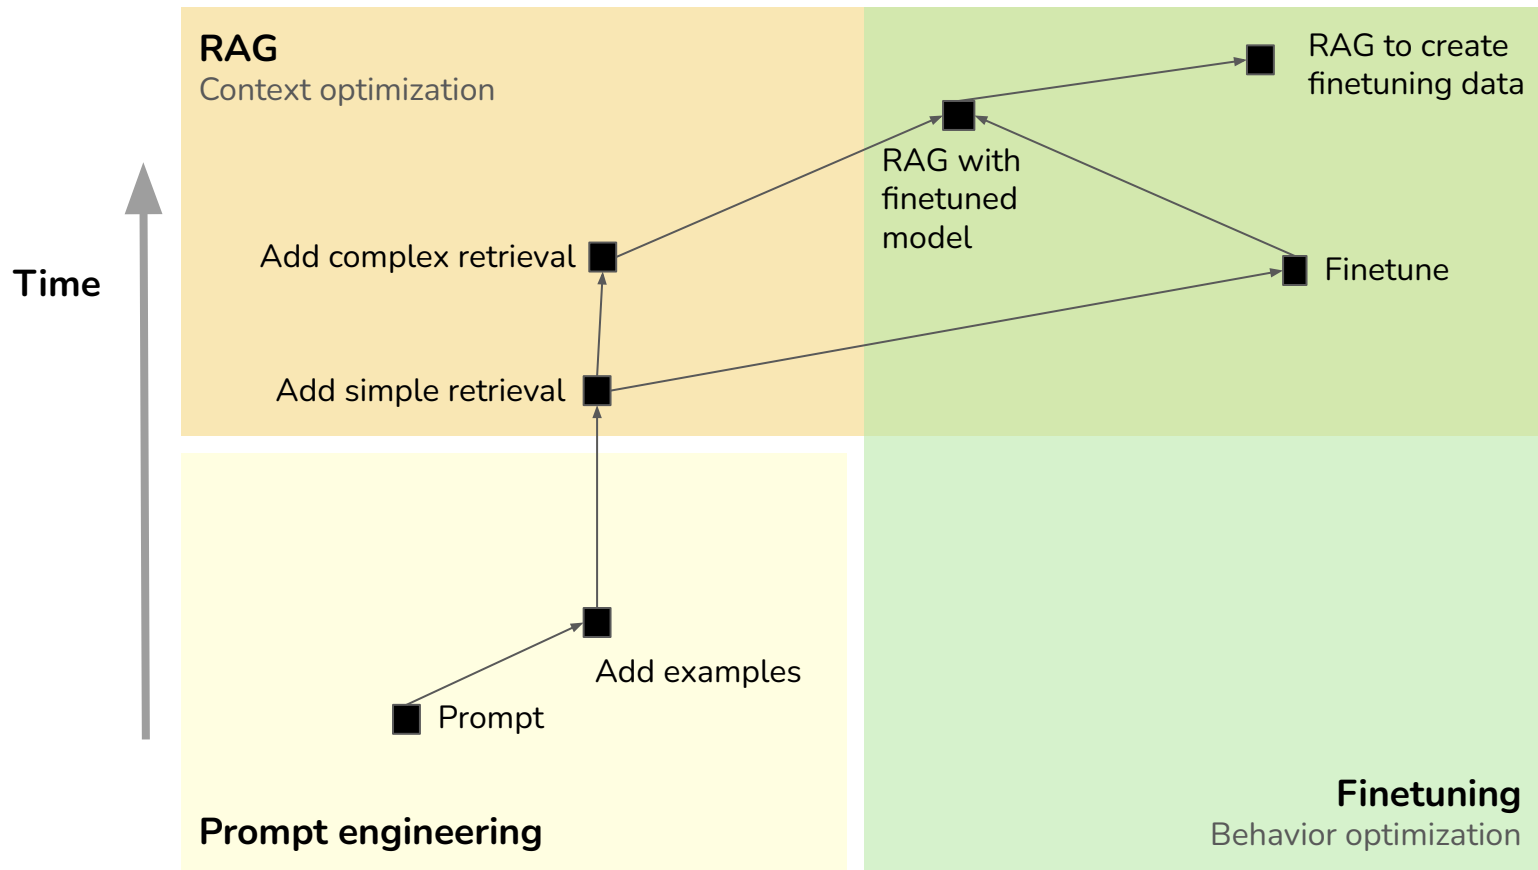 RAG
Context optimization
RAG to create
finetuning data
RAG with
finetuned
model
Add complex retrieval
Finetune
Time
Add simple retrieval
Add examples
Prompt
Prompt engineering
Finetuning
Behavior optimization